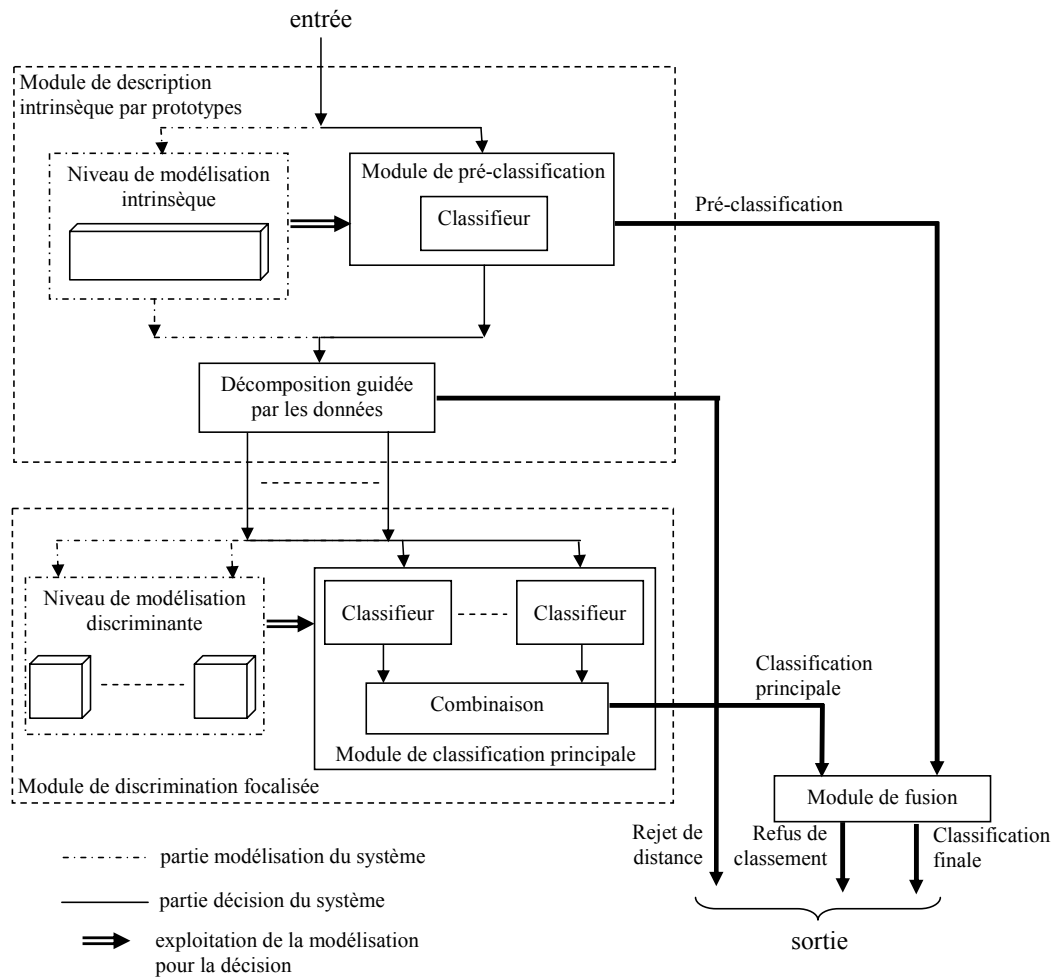 entrée
Module de description
intrinsèque par prototypes
Niveau de modélisation
intrinsèque
Module de pré-classification
Classifieur
Pré-classification
Décomposition guidée
par les données
Niveau de modélisation
discriminante
Classifieur
Classifieur
Combinaison
Module de classification principale
Classification
principale
Module de discrimination focalisée
Module de fusion
Rejet de
distance
Refus de
classement
Classification
finale
sortie
partie modélisation du système
partie décision du système
exploitation de la modélisation
pour la décision